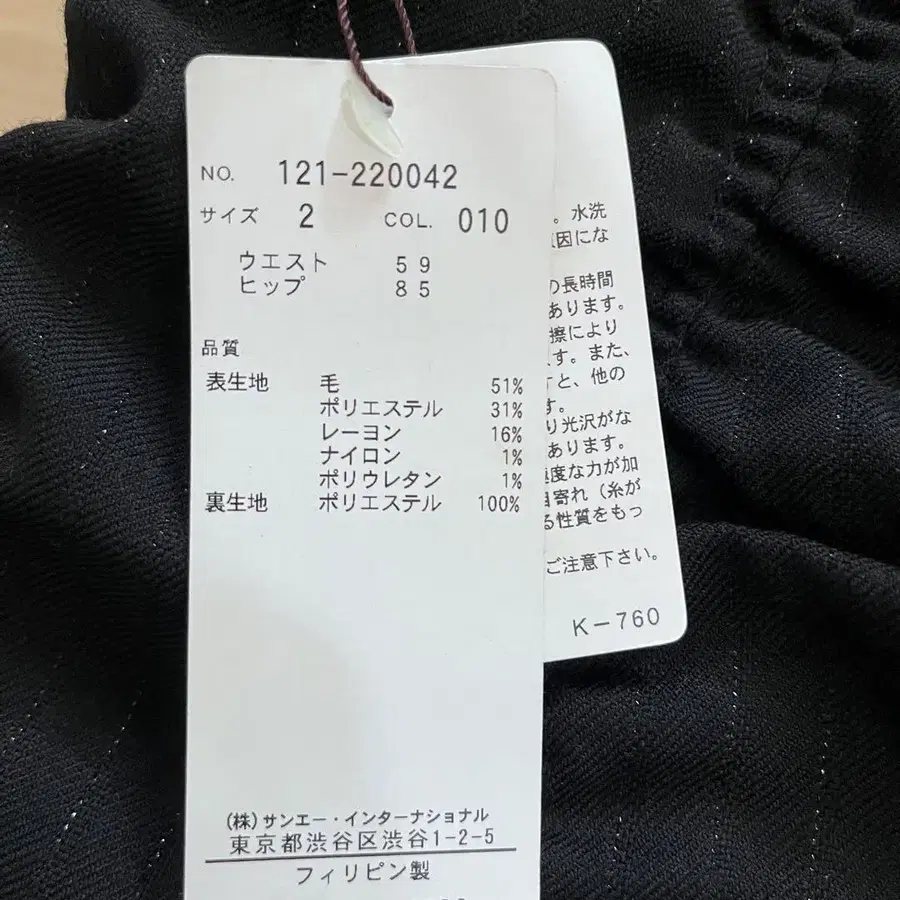 NO. 121-220042
サイズ 2 COL. 010
ウエスト 59
ヒップ 85
品質
表生地 毛 51%
ポリエステル 31%
レーヨン 16%
ナイロン 1%
ポリウレタン 1%
裏生地 ポリエステル 100%
(株)サンエー・インターナショナル
東京都渋谷区渋谷1-2-5
フィリピン製
。水洗
因にな
の長時間
あります。
擦により
す。また、
すと、他の
す。
り光沢がな
あります。
度な力が加
目寄れ（糸が
る性質をもっ
ご注意下さい。
K-760